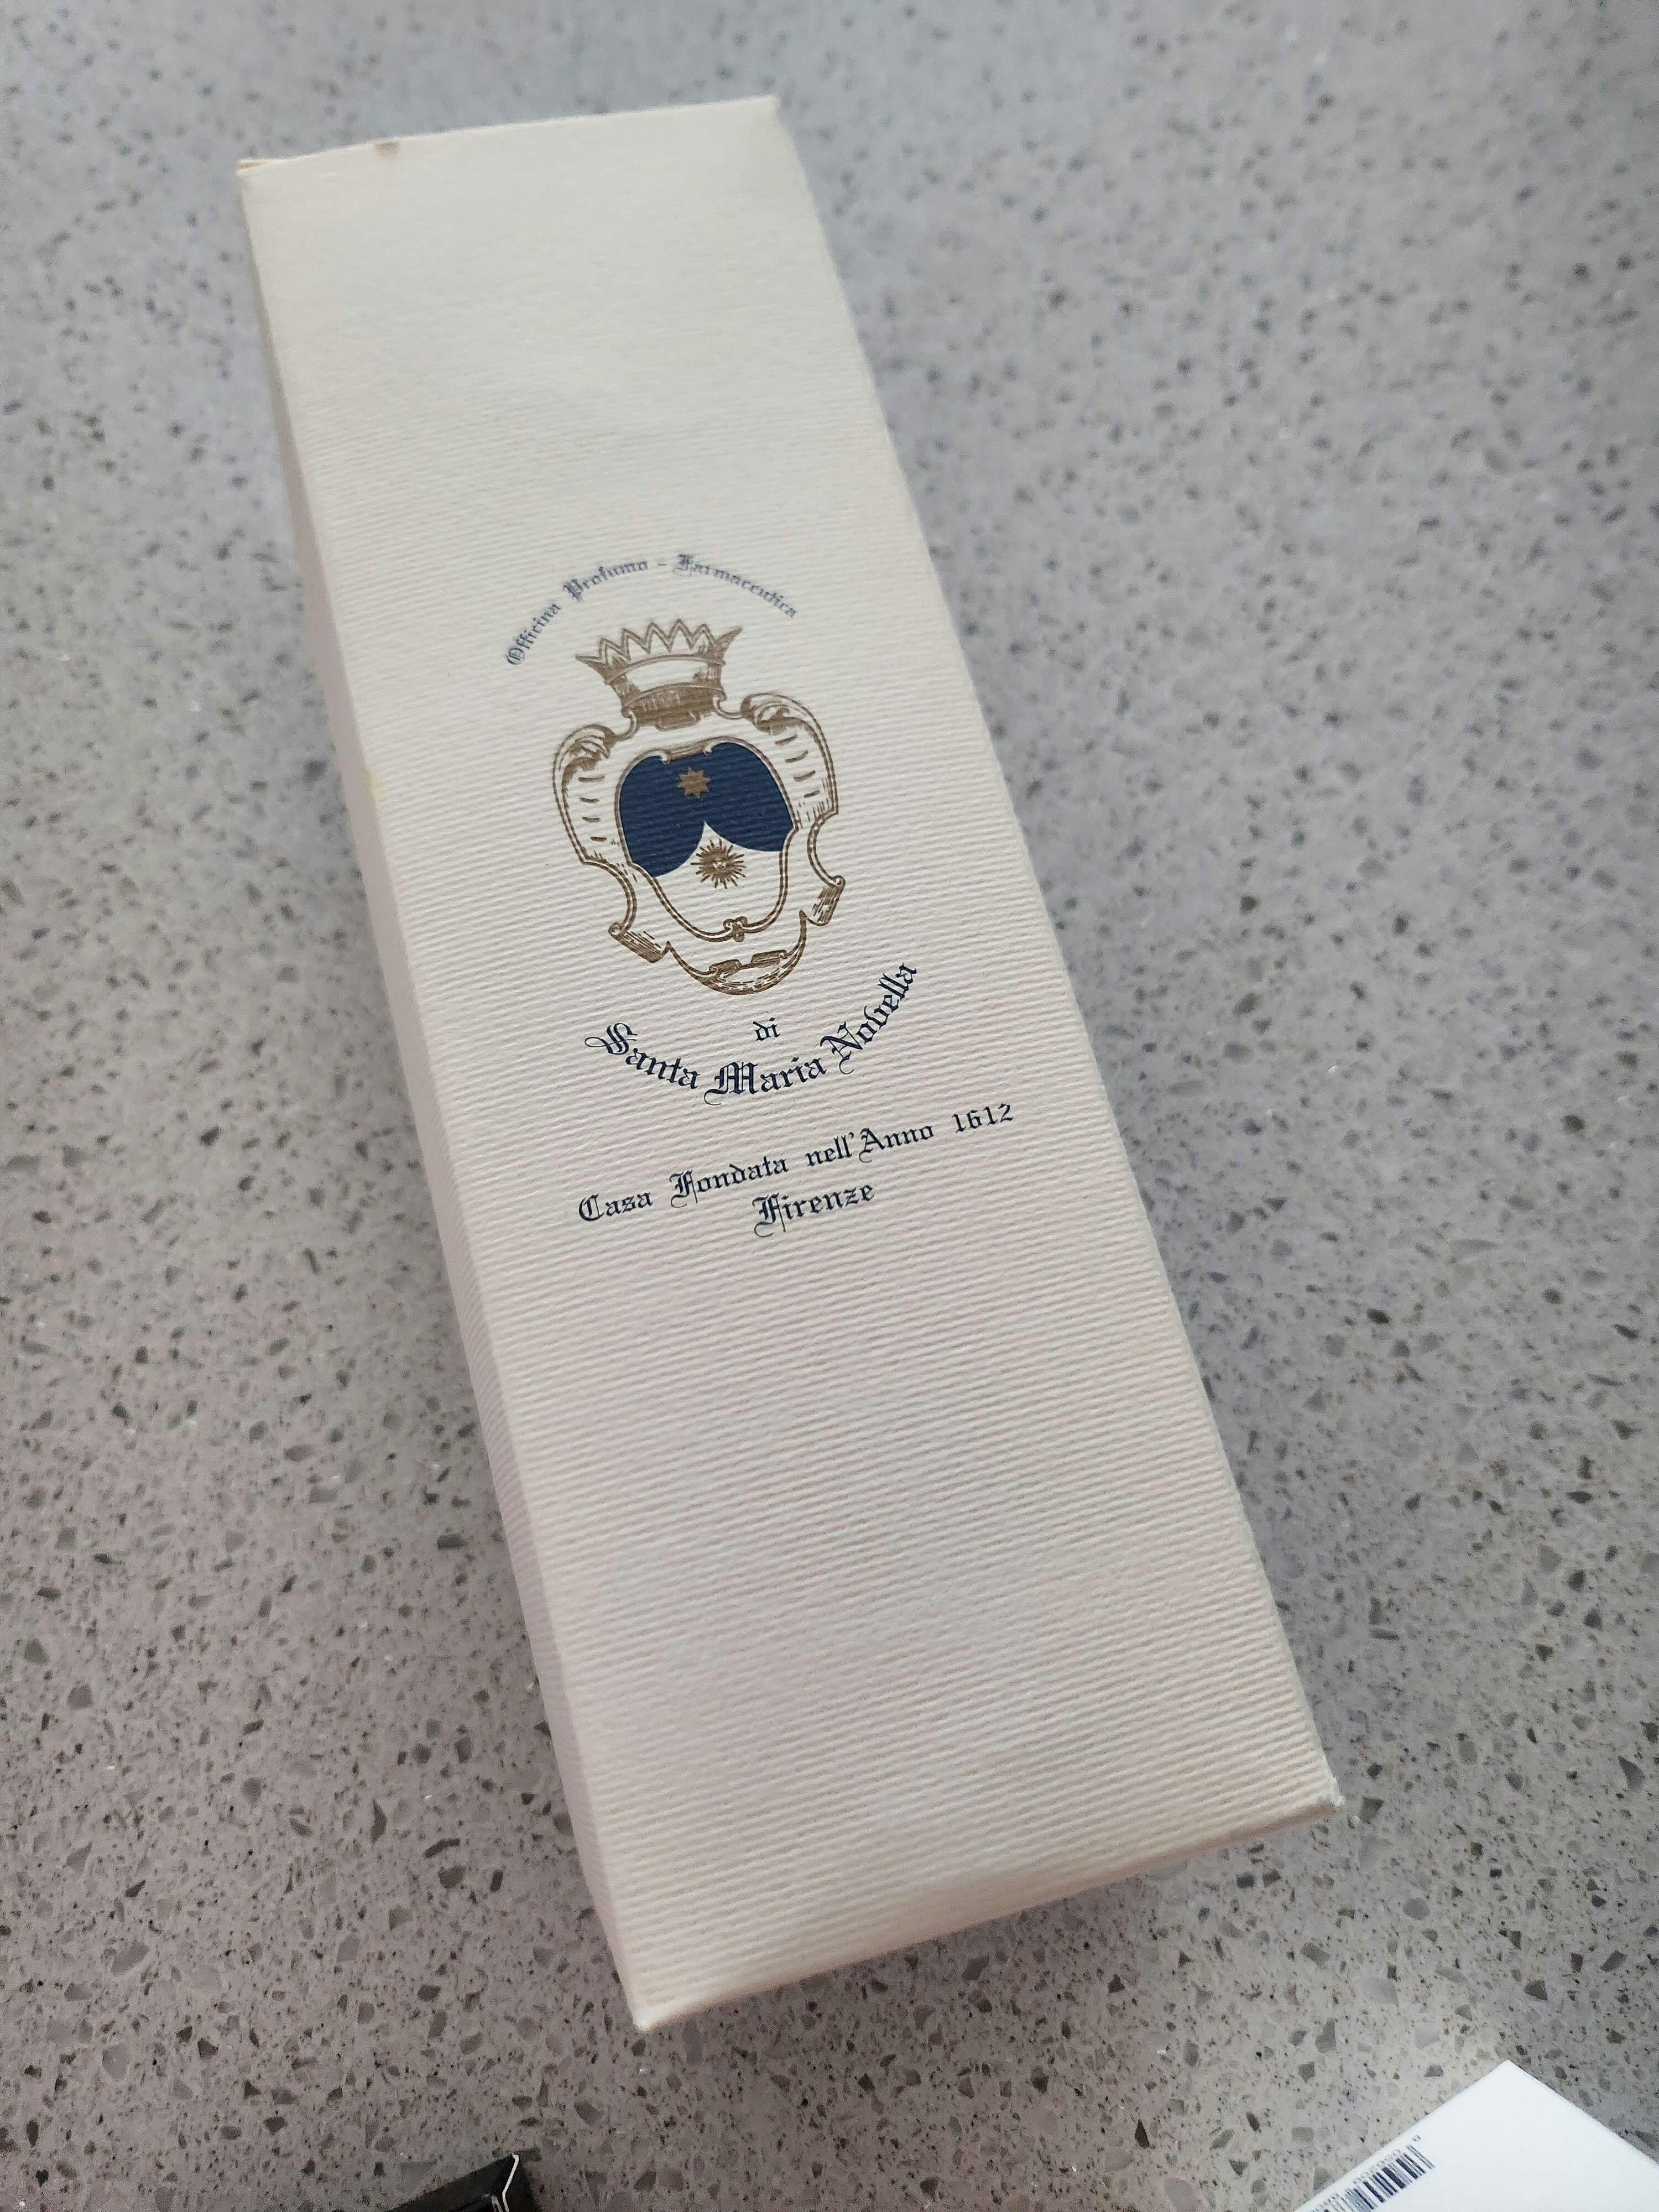 Officina Profumo - Farmaceutica
di
Santa Maria Novella
Casa Fondata nell'Anno 1612
Firenze